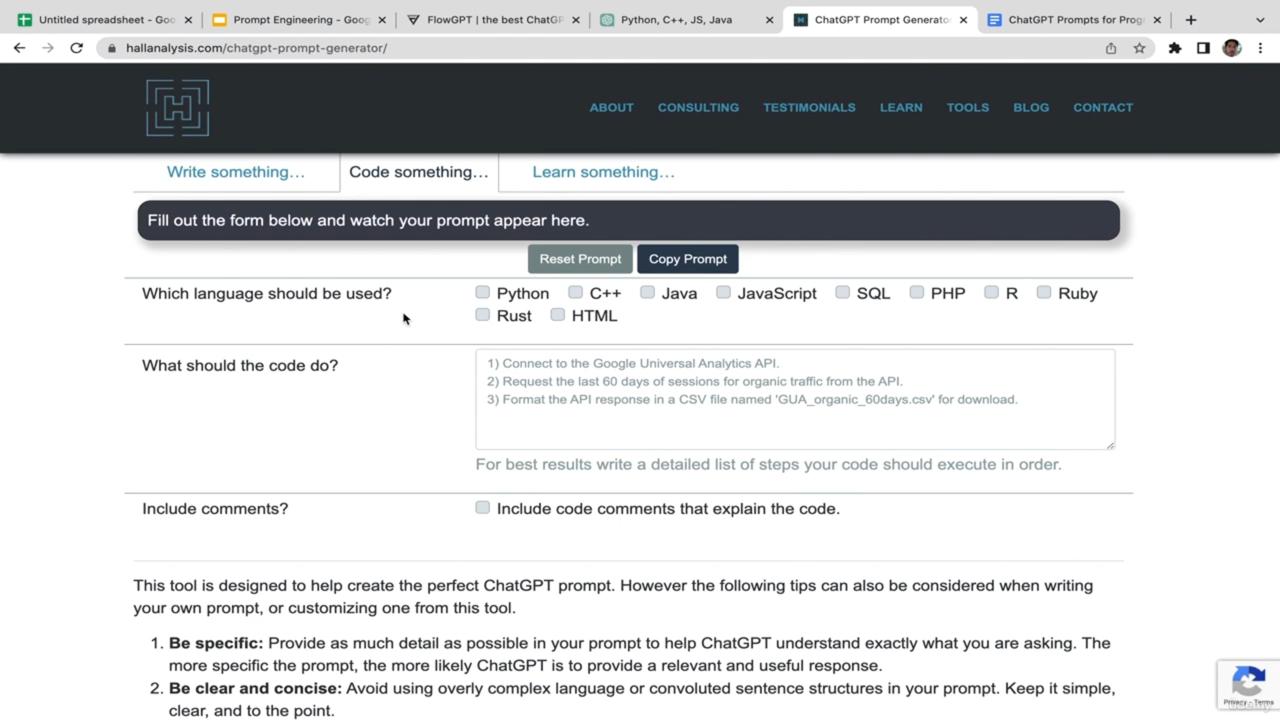 Untitled spreadsheet - Goo
Prompt Engineering - Goog
FlowGPT | the best ChatGP
Python, C++, JS, Java
ChatGPT Prompt Generator
ChatGPT Prompts for Prog
hallanalysis.com/chatgpt-prompt-generator/
H
ABOUT CONSULTING TESTIMONIALS LEARN TOOLS BLOG CONTACT
Write something… Code something… Learn something…
Fill out the form below and watch your prompt appear here.
Reset Prompt Copy Prompt
Which language should be used? Python C++ Java JavaScript SQL PHP R Ruby
Rust HTML
What should the code do? 1) Connect to the Google Universal Analytics API.
2) Request the last 60 days of sessions for organic traffic from the API.
3) Format the API response in a CSV file named 'GUA_organic_60days.csv' for download.
For best results write a detailed list of steps your code should execute in order.
Include comments? Include code comments that explain the code.
This tool is designed to help create the perfect ChatGPT prompt. However the following tips can also be considered when writing
your own prompt, or customizing one from this tool.
1. Be specific: Provide as much detail as possible in your prompt to help ChatGPT understand exactly what you are asking. The
more specific the prompt, the more likely ChatGPT is to provide a relevant and useful response.
2. Be clear and concise: Avoid using overly complex language or convoluted sentence structures in your prompt. Keep it simple,
clear, and to the point.
Privacy - Terms